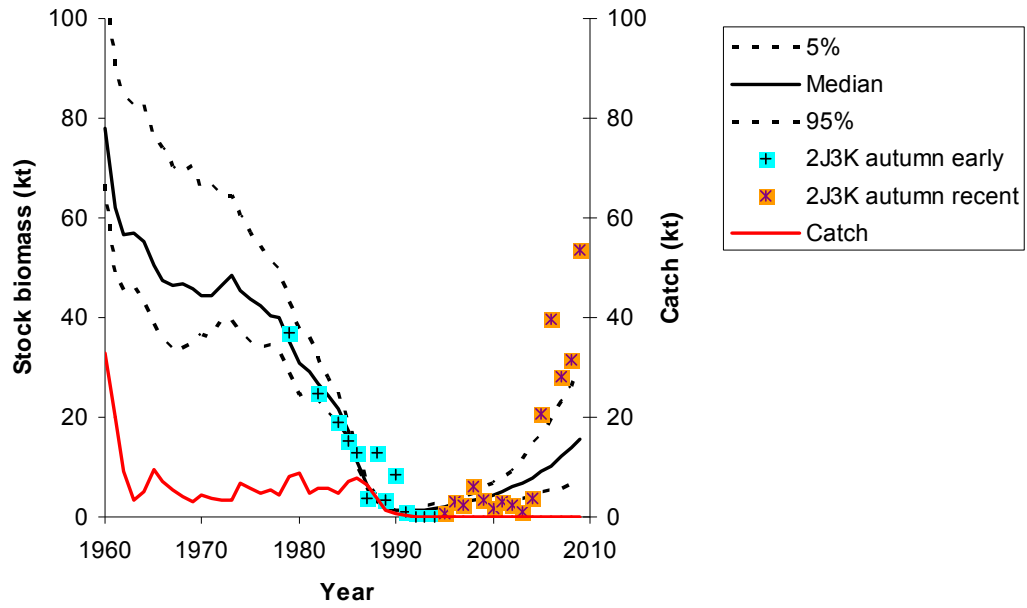 100
80
60
40
20
0
Stock biomass (kt)
1960 1970 1980 1990 2000 2010
Year
100
80
60
40
20
0
Catch (kt)
5%
Median
95%
2J3K autumn early
2J3K autumn recent
Catch